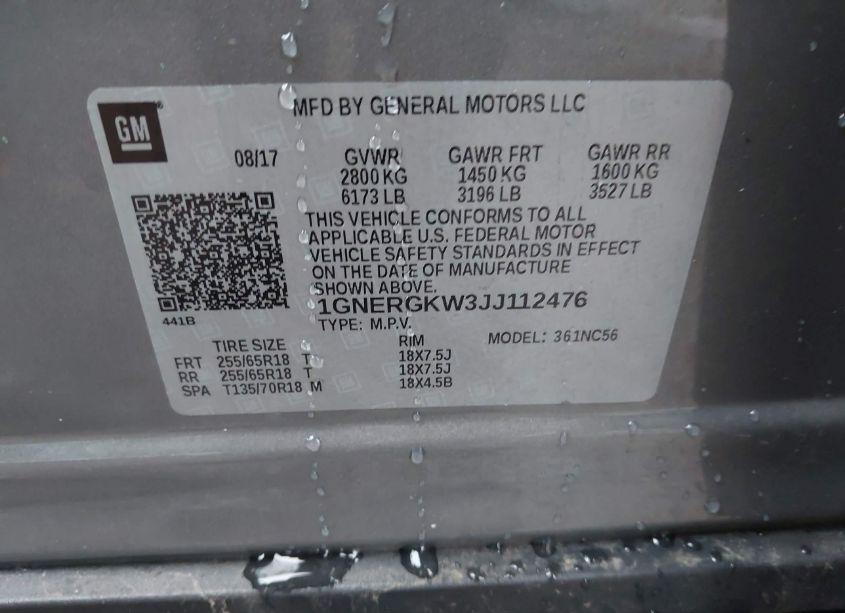 GM
MFD BY GENERAL MOTORS LLC
08/17 GVWR GAWR FRT GAWR RR
2800 KG 1450 KG 1600 KG
6173 LB 3196 LB 3527 LB
THIS VEHICLE CONFORMS TO ALL
APPLICABLE U.S. FEDERAL MOTOR
VEHICLE SAFETY STANDARDS IN EFFECT
ON THE DATE OF MANUFACTURE
SHOWN ABOVE.
1GNERGKW3JJ112476
441B
TYPE: M.P.V.
TIRE SIZE RIM MODEL: 361NC56
FRT 255/65R18 T 18X7.5J
RR 255/65R18 T 18X7.5J
SPA T135/70R18 M 18X4.5B